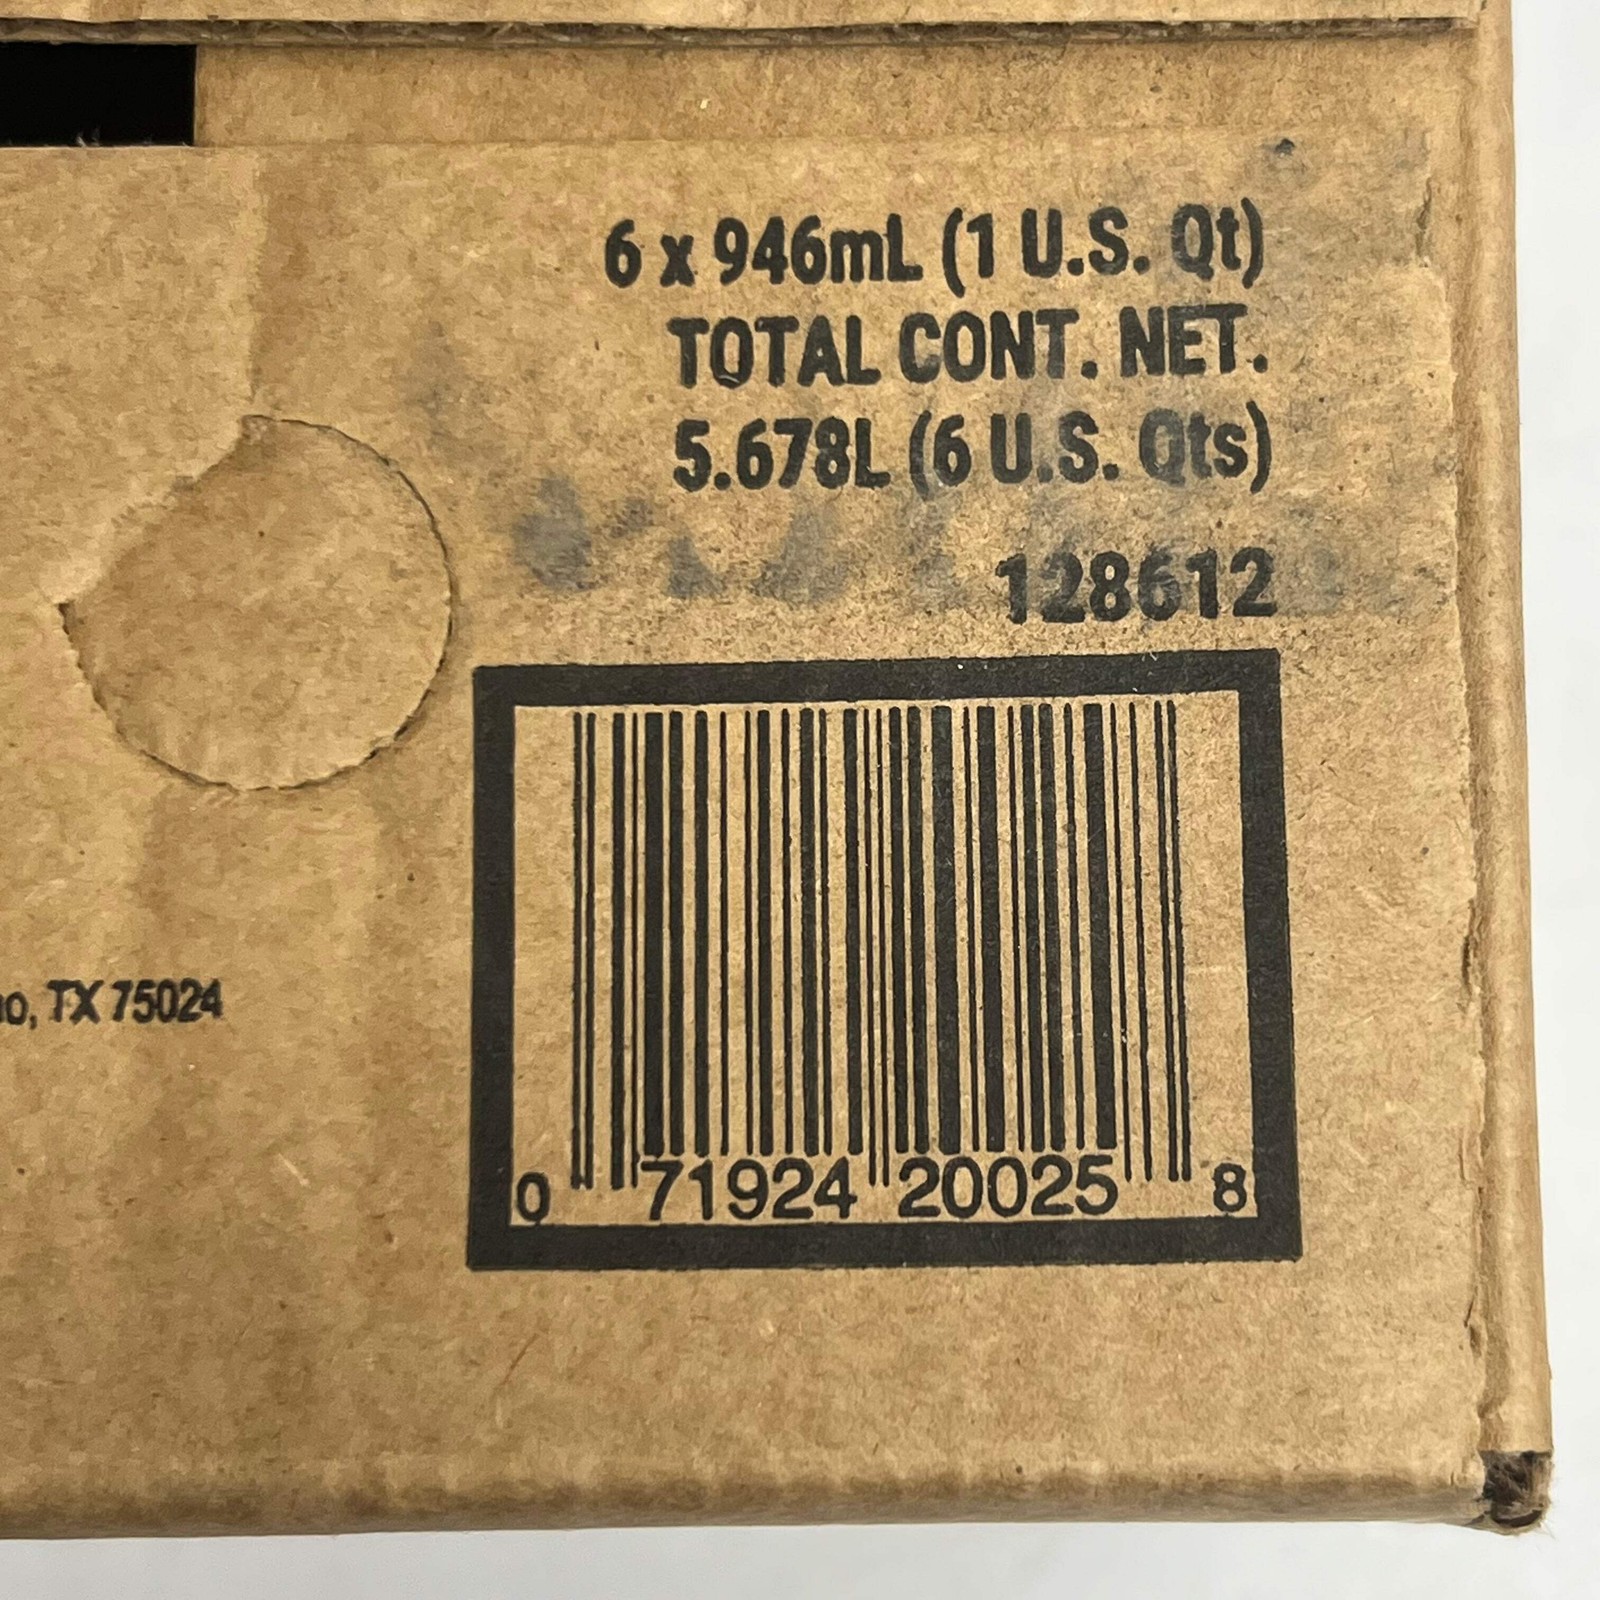 6 x 946mL (1 U.S. Qt)
TOTAL CONT. NET.
5.678L (6 U.S. Qts)
128612
TX 75024
0 71924 20025 8